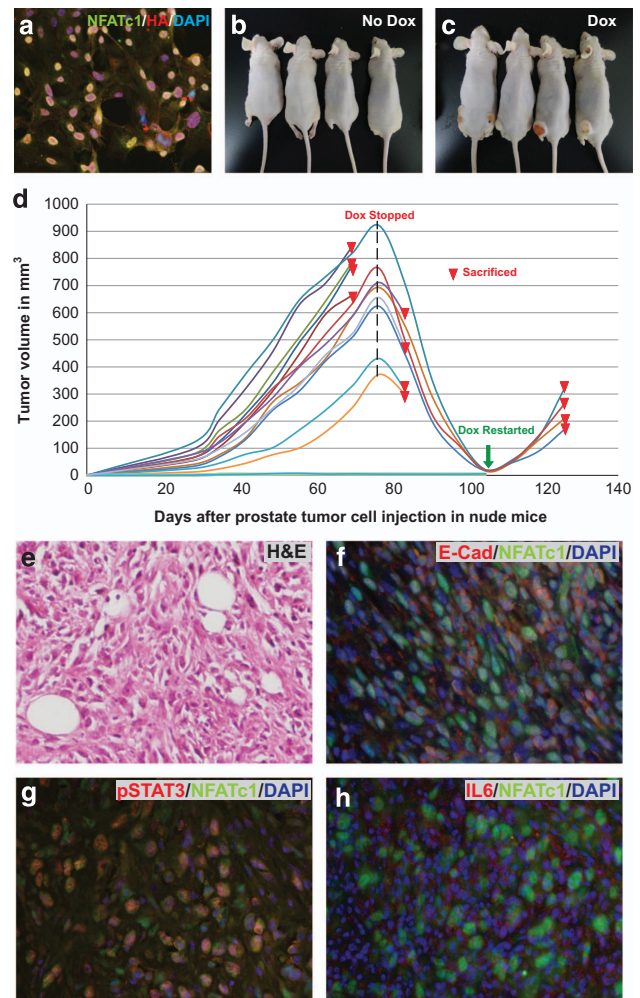 a
NFATc1/HA/DAPI
b
No Dox
c
Dox
d
1000
900
800
700
600
500
400
300
200
100
0
Tumor volume in mm³
Dox Stopped
Sacrificed
Dox Restarted
0
20
40
60
80
100
120
140
Days after prostate tumor cell injection in nude mice
e
H&E
f
E-Cad/NFATc1/DAPI
g
pSTAT3/NFATc1/DAPI
h
IL6/NFATc1/DAPI